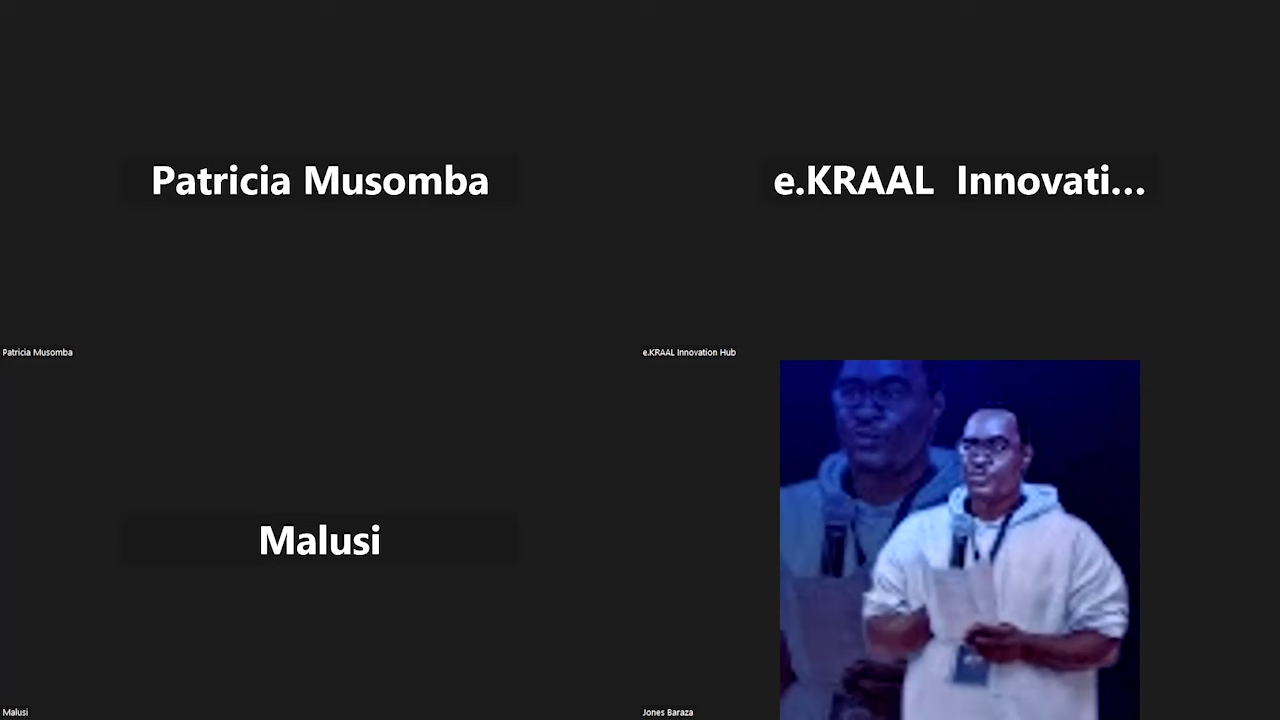 Patricia Musomba
e.KRAAL Innovati...
Patricia Musomba
e.KRAAL Innovation Hub
Malusi
Malusi
Jones Baraza